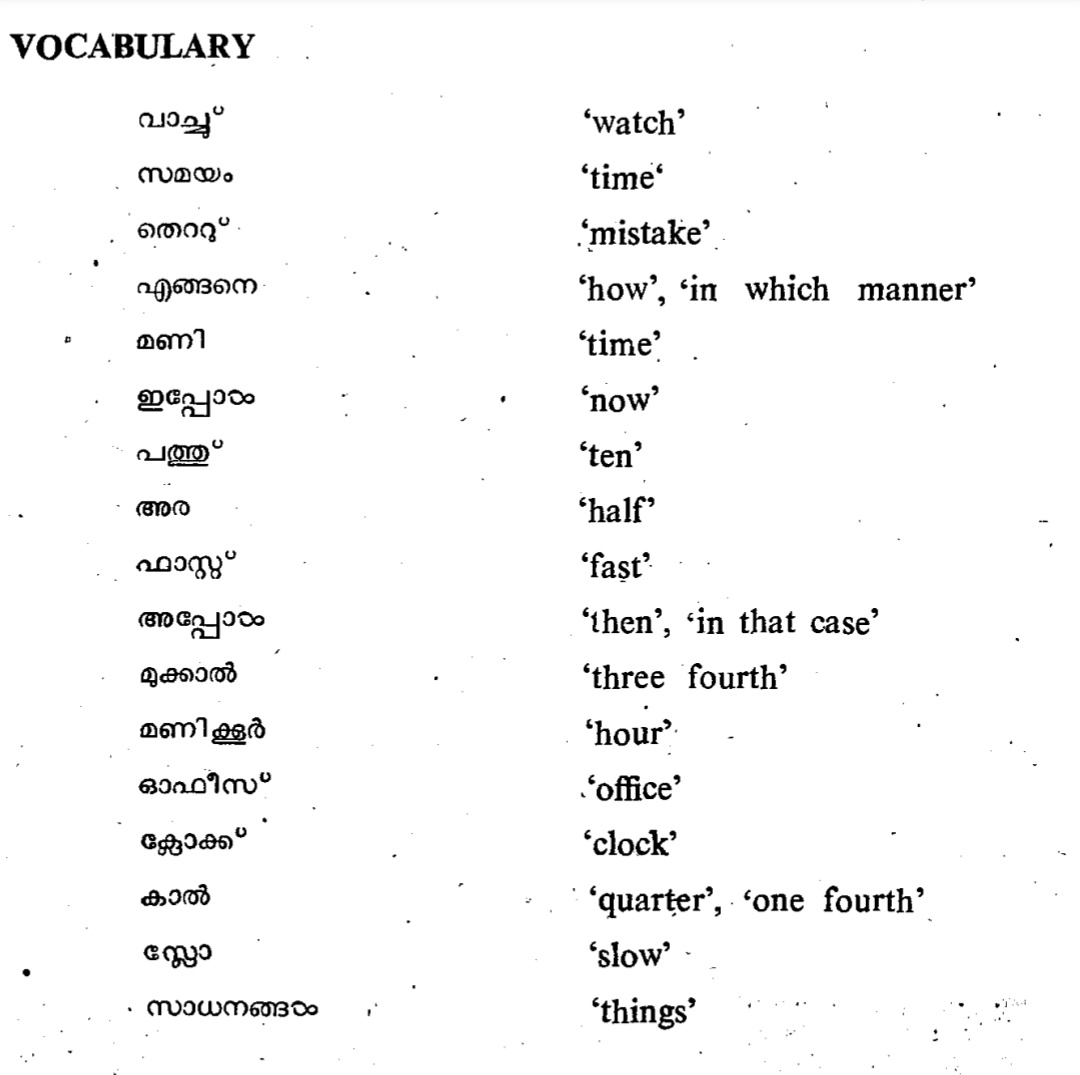 VOCABULARY
വാച്ചു് ‘watch’
സമയം ‘time‘
തെററു് ‘mistake’
എങ്ങനെ ‘how’, ‘in which manner’
മണി ‘time’
ഇപ്പോൾ ‘now’
പത്തു് ‘ten’
അര ‘half’
ഫാസ്റ്റ് ‘fast’
അപ്പോൾ ‘then’, ‘in that case’
മുക്കാൽ ‘three fourth’
മണിക്കൂർ ‘hour’
ഓഫീസ് ‘office’
ക്ലോക്ക് ‘clock’
കാൽ ‘quarter’, ‘one fourth’
സ്ലോ ‘slow’
സാധനങ്ങൾ ‘things’